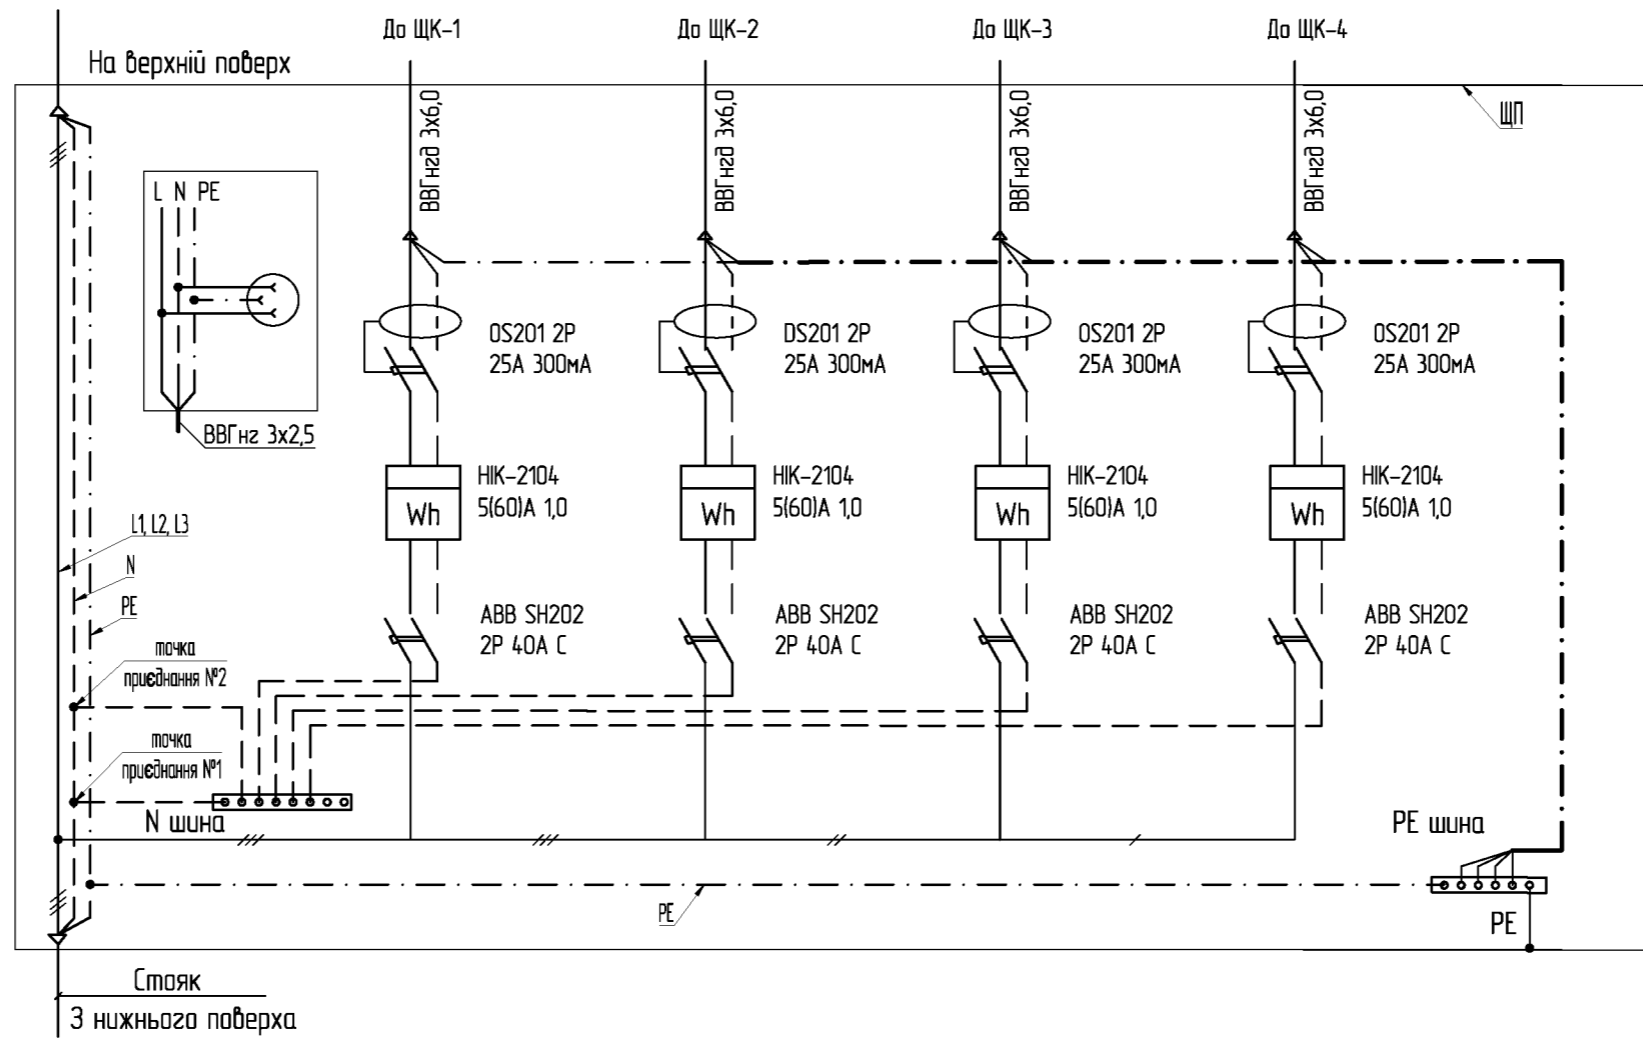 До ЩК-1
До ЩК-2
До ЩК-3
До ЩК-4
На верхній поверх
ЩП
ВВГнгд 3х6,0
ВВГнгд 3х6,0
ВВГнгд 3х6,0
ВВГнгд 3х6,0
L N PE
ВВГнг 3х2,5
OS201 2P
25А 300мА
DS201 2P
25А 300мА
OS201 2P
25А 300мА
OS201 2P
25А 300мА
НІК-2104
5(60)А 1,0
НІК-2104
5(60)А 1,0
НІК-2104
5(60)А 1,0
НІК-2104
5(60)А 1,0
Wh
Wh
Wh
Wh
L1, L2, L3
N
PE
ABB SH202
2P 40A C
ABB SH202
2P 40A C
ABB SH202
2P 40A C
ABB SH202
2P 40A C
точка
приєднання №2
точка
приєднання №1
N шина
PE шина
PE
PE
Стояк
З нижнього поверха